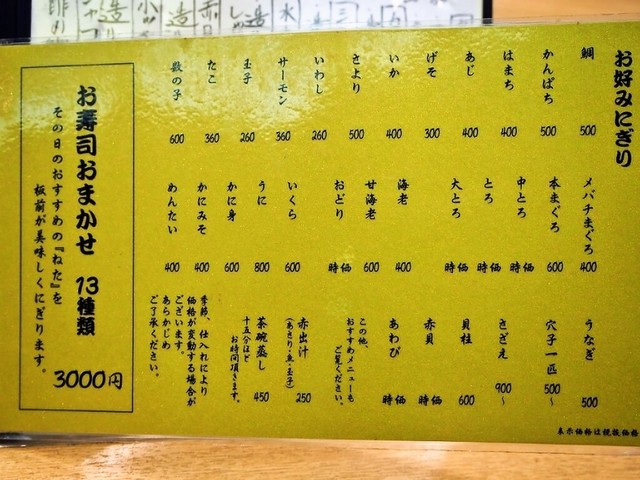 お好みにぎり
鯛 500
かんぱち 500
はまち 400
あじ 400
げそ 300
いか 400
さより 500
いわし 260
サーモン 360
玉子 260
たこ 360
数の子 600
メバチまぐろ 400
本まぐろ 600
中とろ 時価
とろ 時価
大とろ 時価
海老 400
甘海老 600
おどり 時価
いくら 600
うに 800
かに身 600
かにみそ 400
めんたい 400
うなぎ 500
穴子一匹 500〜
さざえ 900〜
貝柱 600
赤貝 時価
あわび 時価
この他、
おすすめメニューも
ご覧ください。
赤出汁 250
(あさり・魚・玉子)
茶碗蒸し 450
十五分ほど
お時間頂きます。
季節、仕入れにより
価格が変動する場合が
ございます。
あらかじめ
ご了承ください。
表示価格は税抜価格
お寿司おまかせ 13種類
その日のおすすめの『ねた』を
板前が美味しくにぎります。
3000円